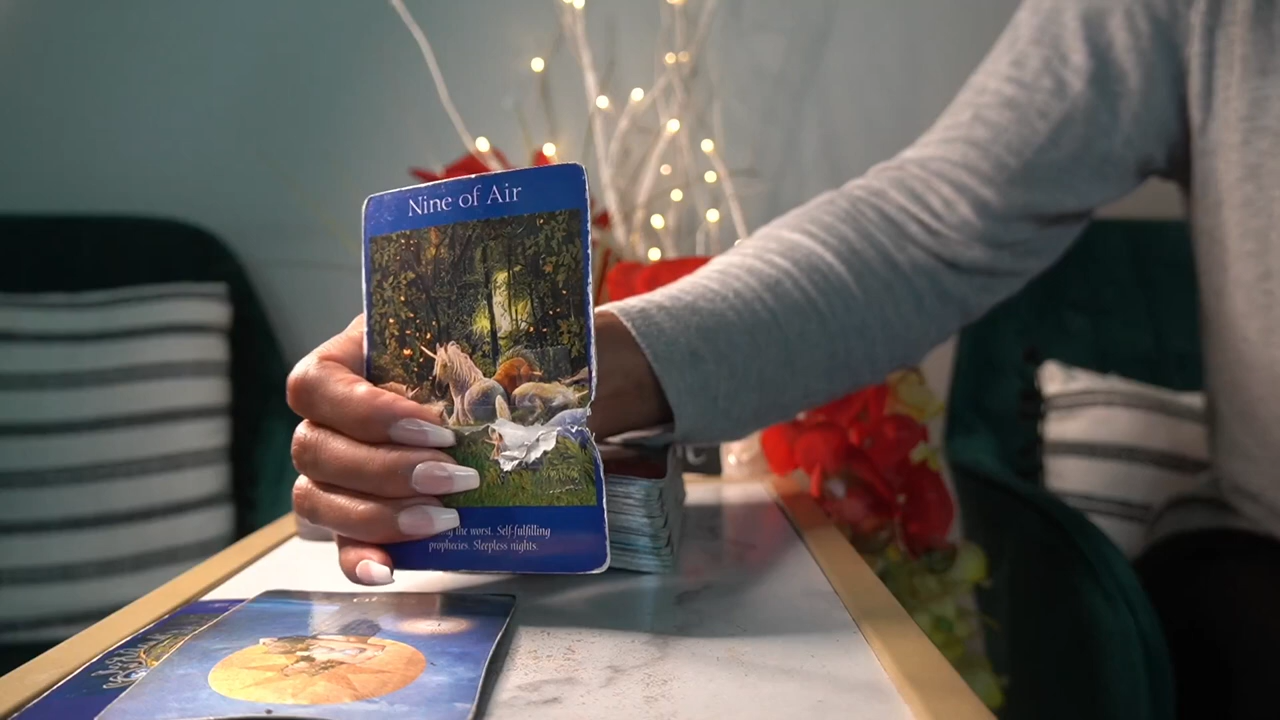 Nine of Air
the worst. Self-fulfilling
prophecies. Sleepless nights.